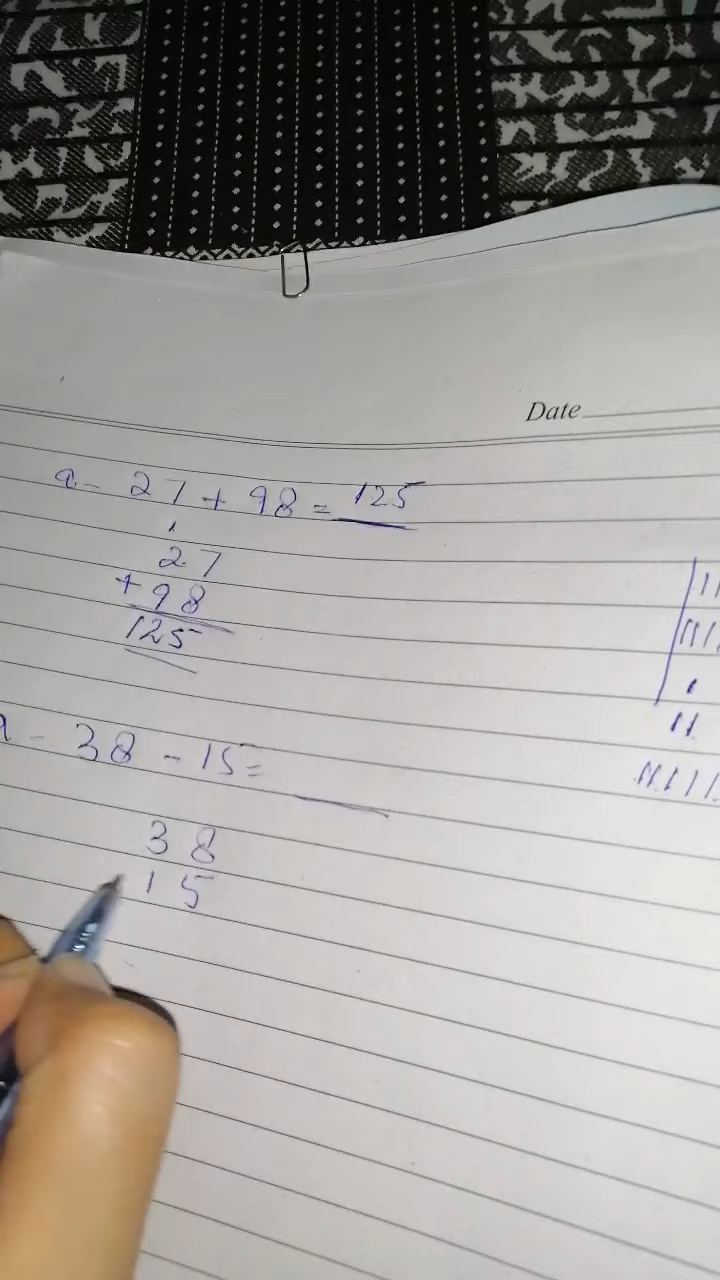 Date
a- 27 + 98 = 125
1
27
+ 98
125
- 38 - 15 =
38
15